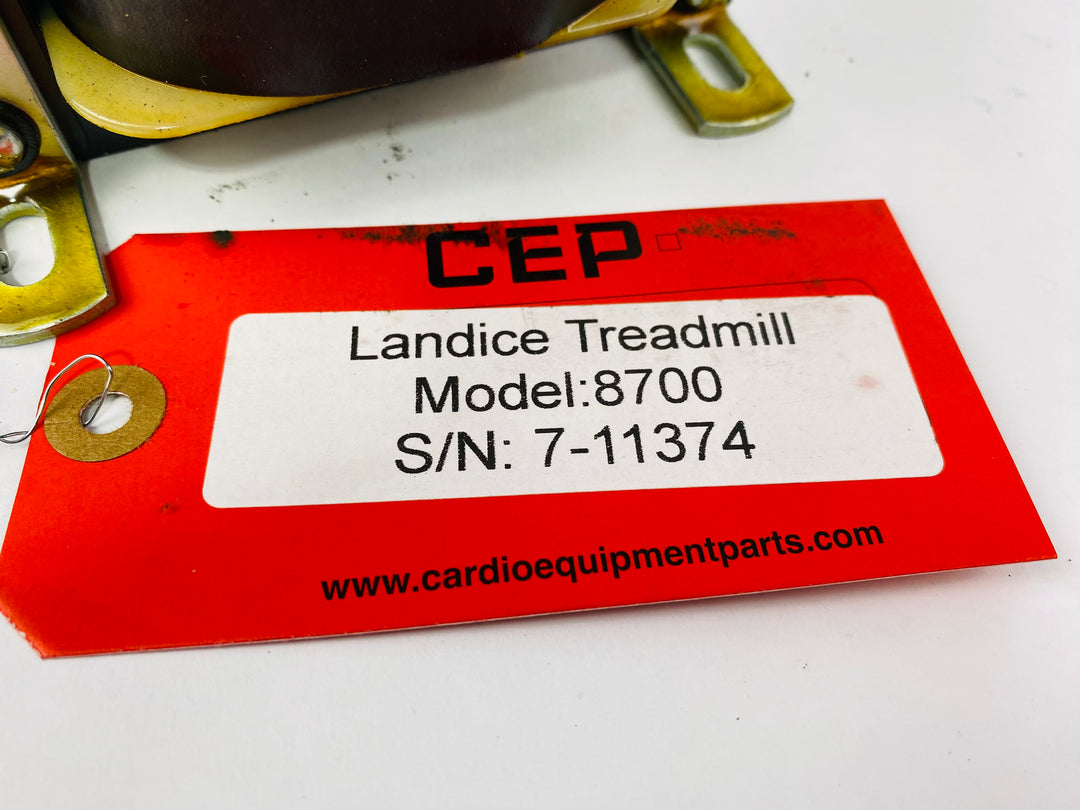 CEP
Landice Treadmill
Model:8700
S/N: 7-11374
www.cardioequipmentparts.com